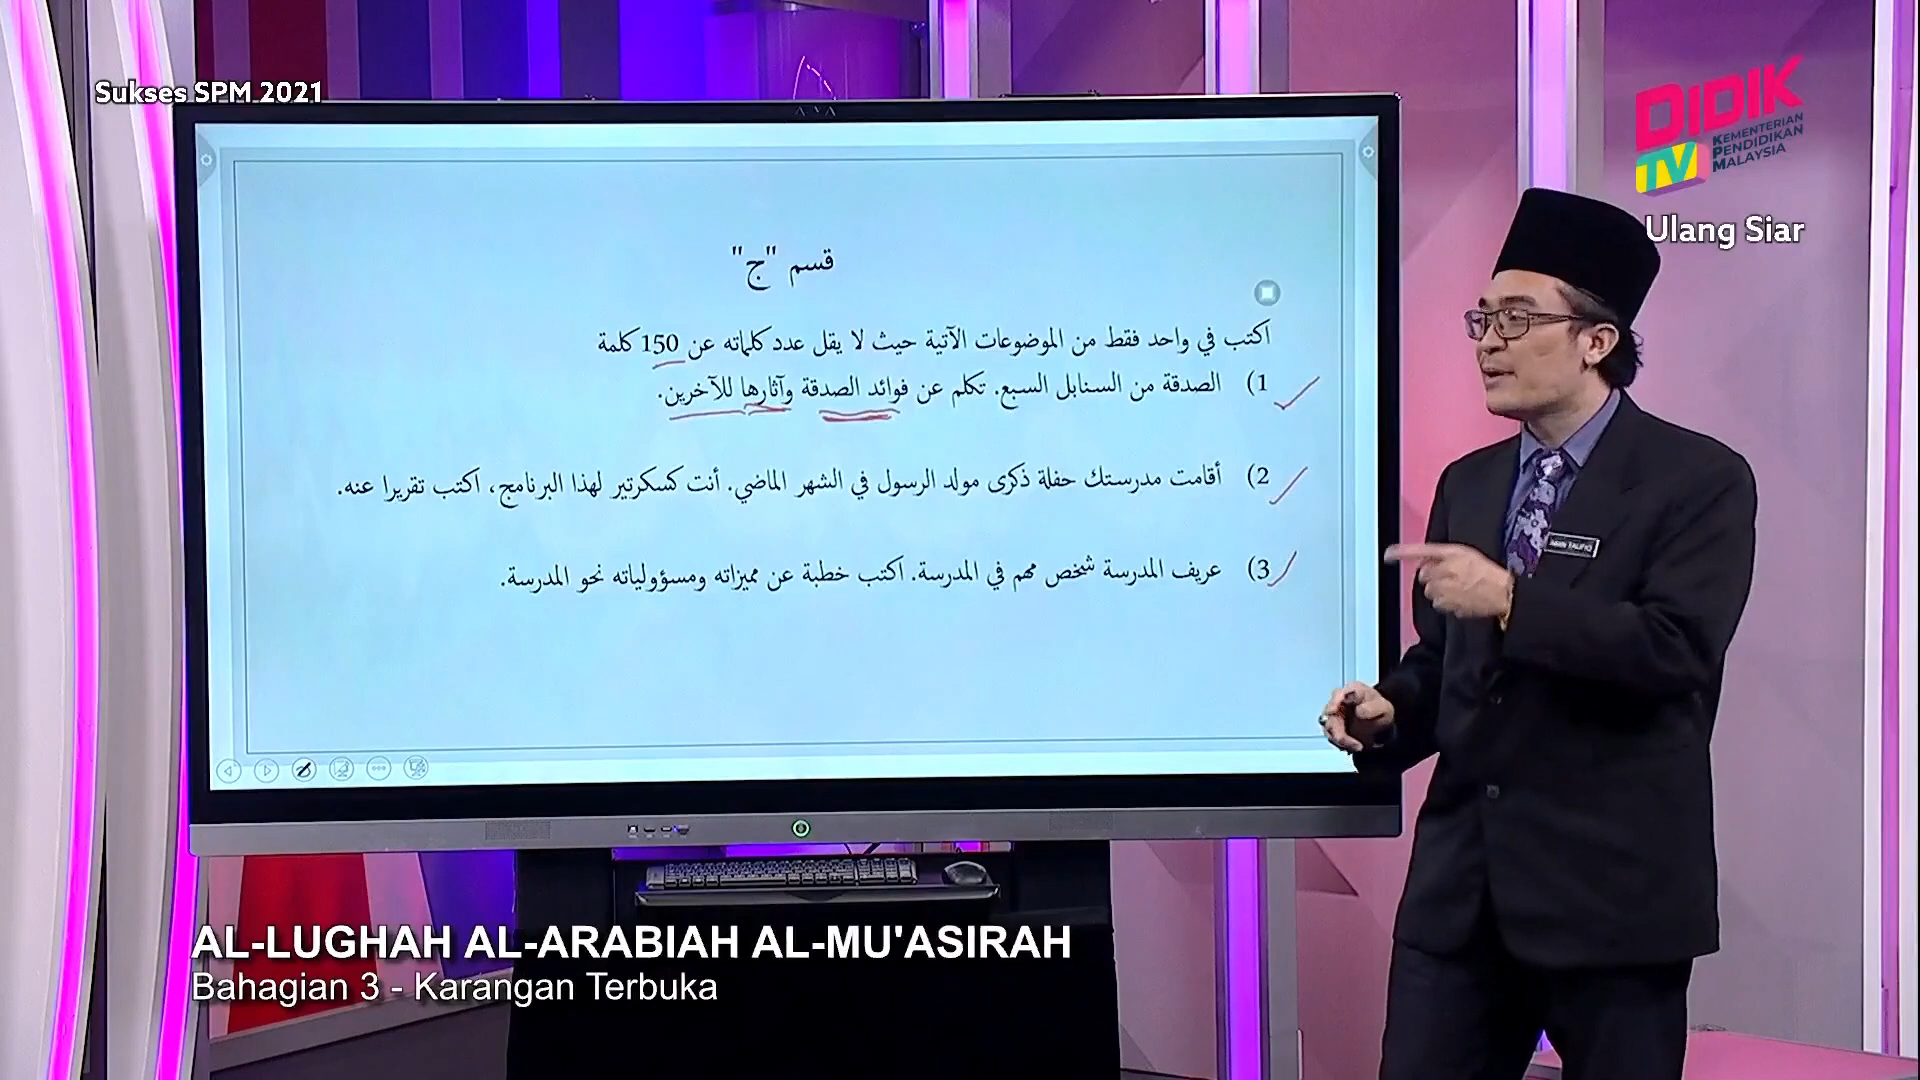 Sukses SPM 2021
DIDIK
TV
KEMENTERIAN
PENDIDIKAN
MALAYSIA
Ulang Siar
قسم "ج"
اكتب في واحد فقط من الموضوعات الآتية حيث لا يقل عدد كلماته عن 150 كلمة
1) الصدقة من السنابل السبع. تكلم عن فوائد الصدقة وآثارها للآخرين.
2) أقامت مدرستك حفلة ذكرى مولد الرسول في الشهر الماضي. أنت كسكرتير لهذا البرنامج، اكتب تقريرا عنه.
3) عريف المدرسة شخص مهم في المدرسة. اكتب خطبة عن مميزاته ومسؤولياته نحو المدرسة.
AL-LUGHAH AL-ARABIAH AL-MU'ASIRAH
Bahagian 3 - Karangan Terbuka